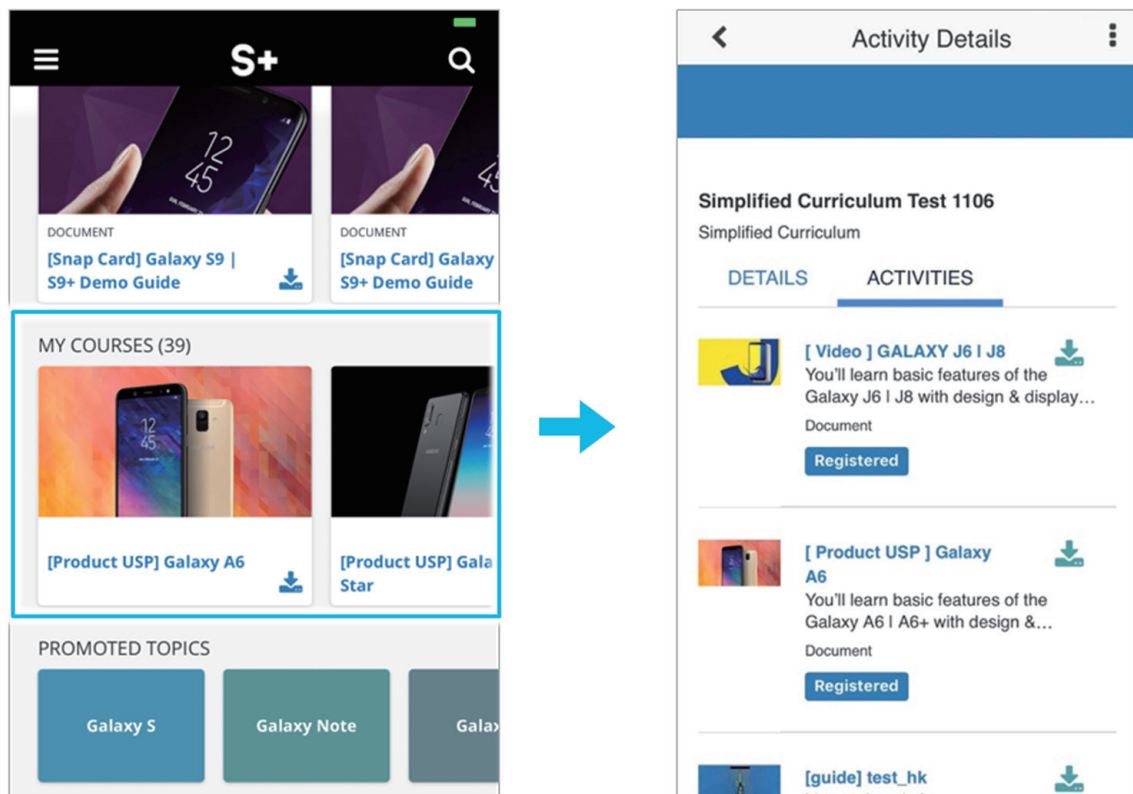 S+
12
45
DOCUMENT
[Snap Card] Galaxy S9 |
S9+ Demo Guide
DOCUMENT
[Snap Card] Galaxy
S9+ Demo Guide
MY COURSES (39)
12
45
[Product USP] Galaxy A6
[Product USP] Gala
Star
PROMOTED TOPICS
Galaxy S
Galaxy Note
Galax
Activity Details
Simplified Curriculum Test 1106
Simplified Curriculum
DETAILS
ACTIVITIES
[ Video ] GALAXY J6 l J8
You'll learn basic features of the
Galaxy J6 l J8 with design & display…
Document
Registered
[ Product USP ] Galaxy
A6
You'll learn basic features of the
Galaxy A6 l A6+ with design &…
Document
Registered
[guide] test_hk